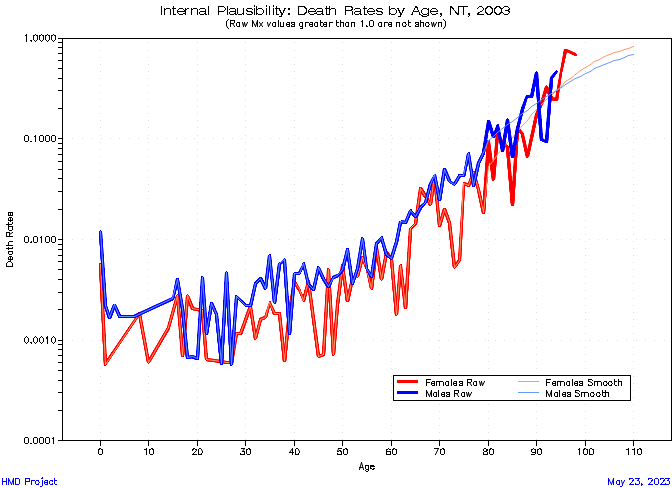 Internal Plausibility: Death Rates by Age, NT, 2003
(Raw Mx values greater than 1.0 are not shown)
1.0000
0.1000
0.0100
0.0010
0.0001
Death Rates
0 10 20 30 40 50 60 70 80 90 100 110
Age
Females Raw Females Smooth
Males Raw Males Smooth
HMD Project May 23, 2023